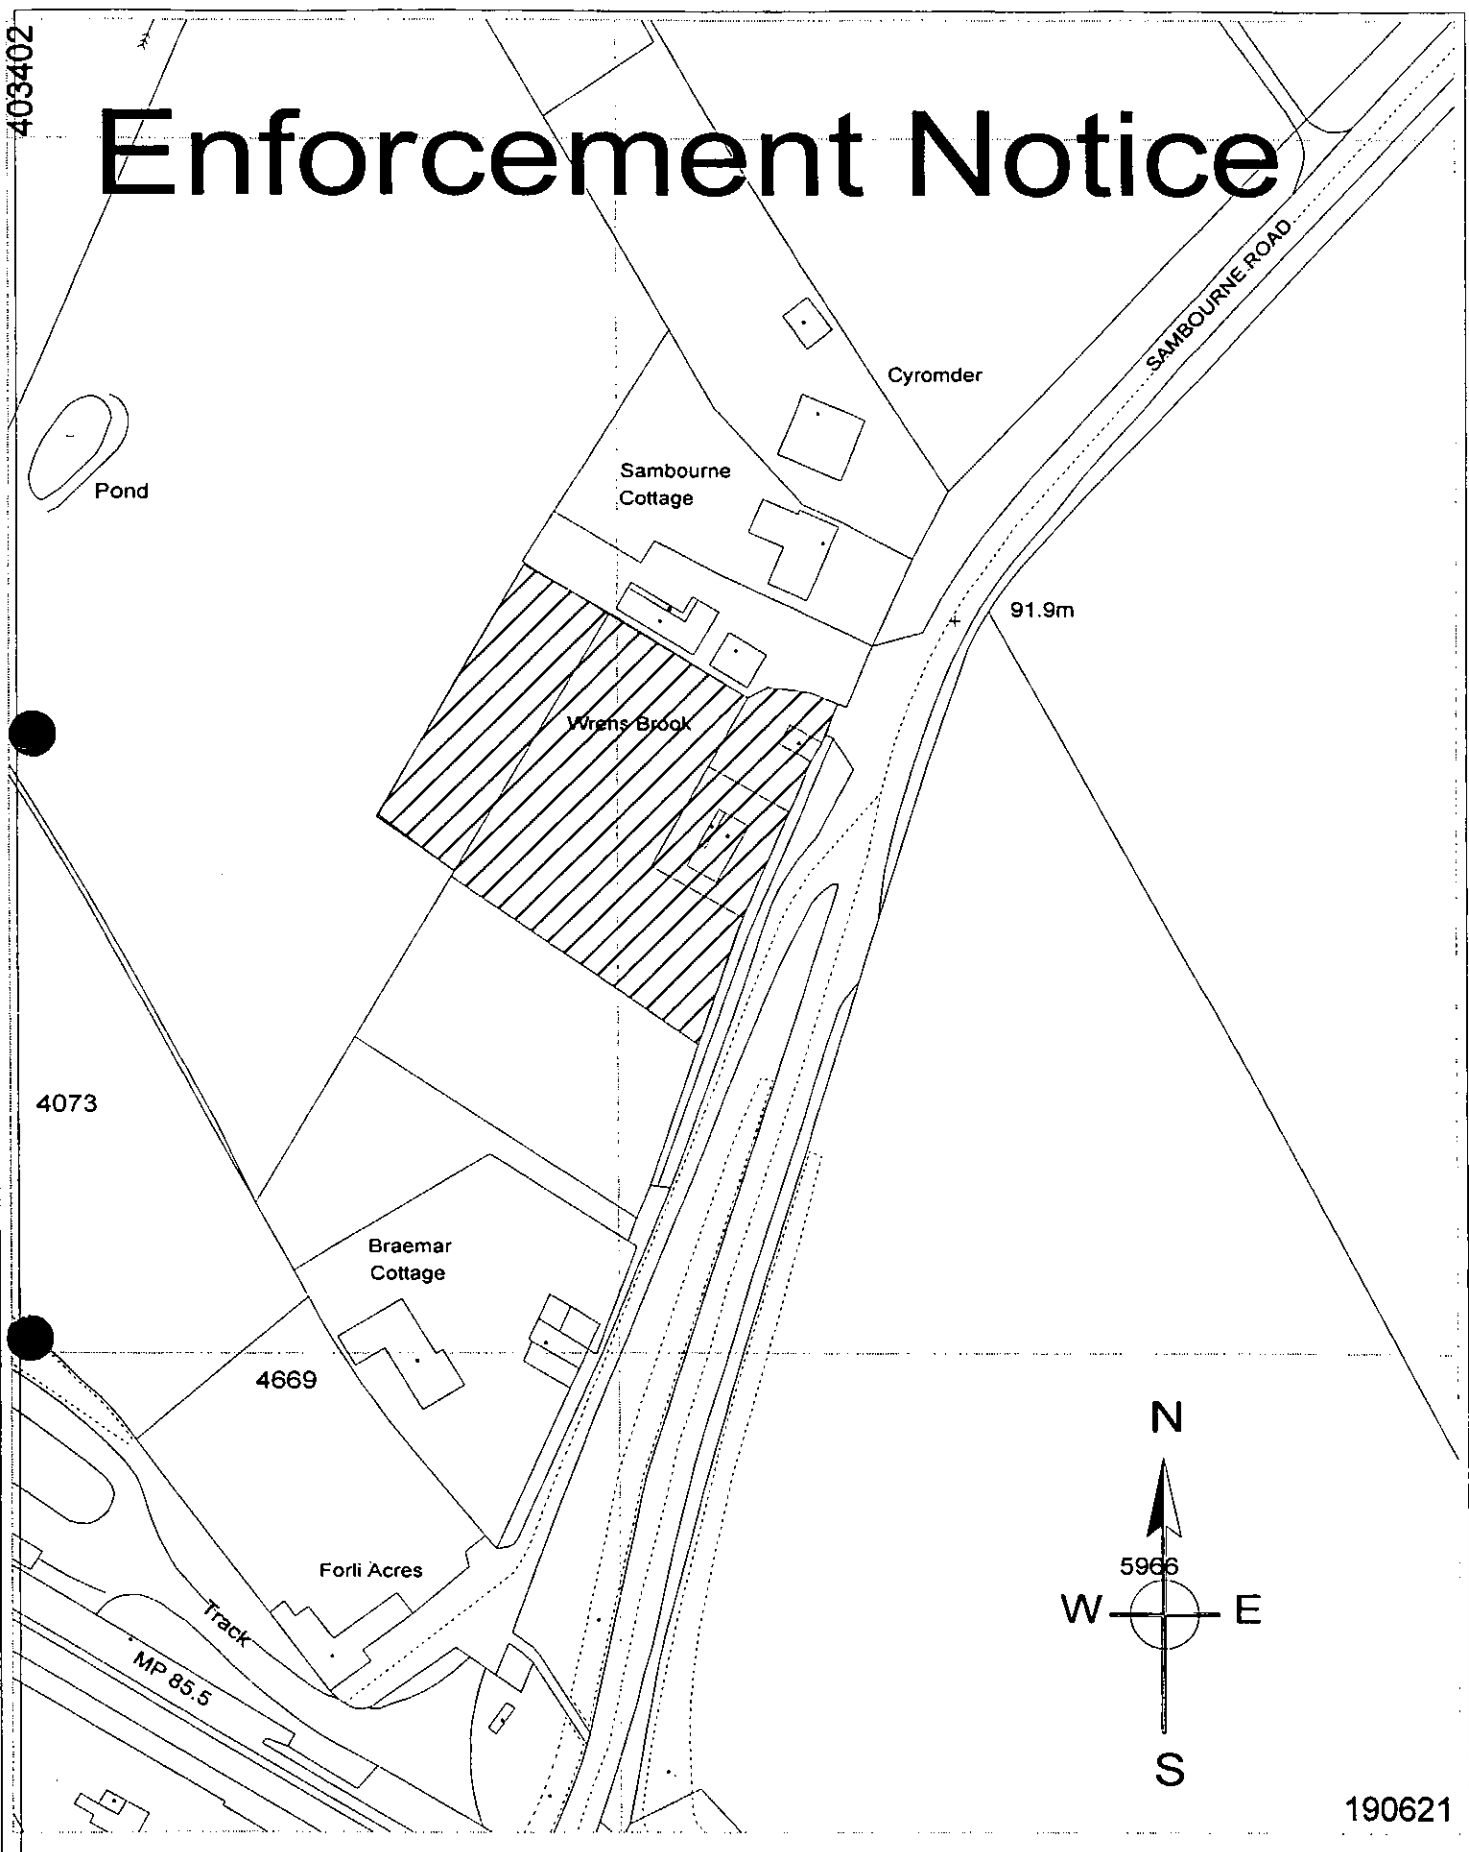 403402
Enforcement Notice
SAMBOURNE ROAD
Cyromder
Sambourne
Cottage
Pond
91.9m
Wrens Brook
4073
Braemar
Cottage
4669
N
Forli Acres
5966
W E
Track
MP 85.5
S
190621